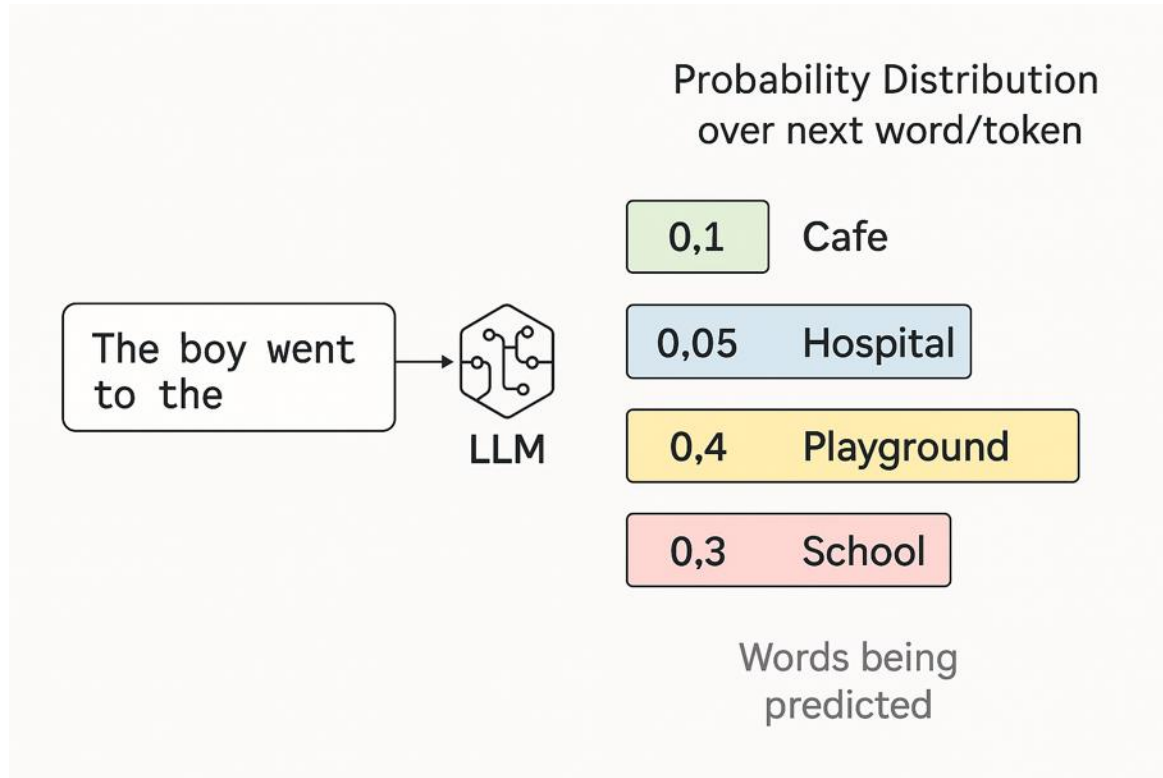 Probability Distribution
over next word/token
The boy went
to the
LLM
0,1 Cafe
0,05 Hospital
0,4 Playground
0,3 School
Words being
predicted